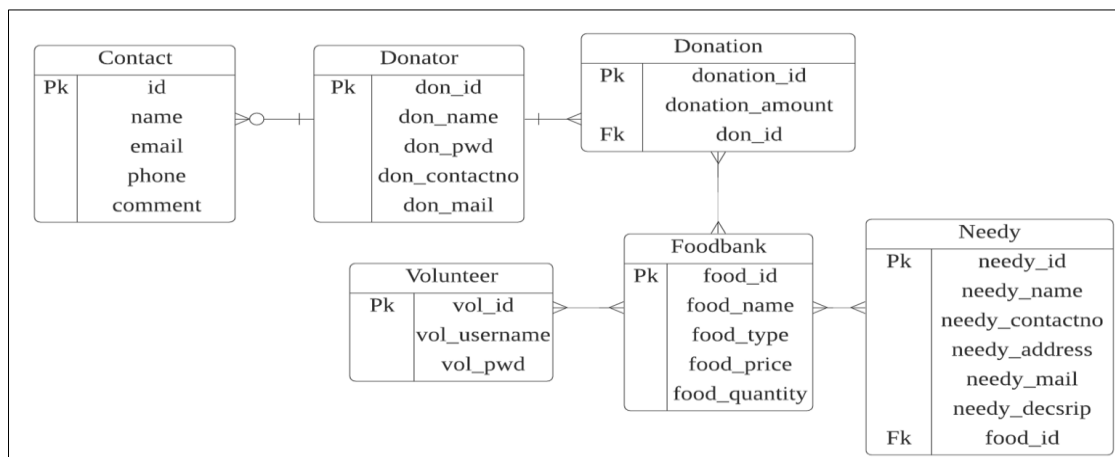 Contact
Pk id
name
email
phone
comment
Donator
Pk don_id
don_name
don_pwd
don_contactno
don_mail
Donation
Pk donation_id
donation_amount
Fk don_id
Volunteer
Pk vol_id
vol_username
vol_pwd
Foodbank
Pk food_id
food_name
food_type
food_price
food_quantity
Needy
Pk needy_id
needy_name
needy_contactno
needy_address
needy_mail
needy_decsrip
Fk food_id